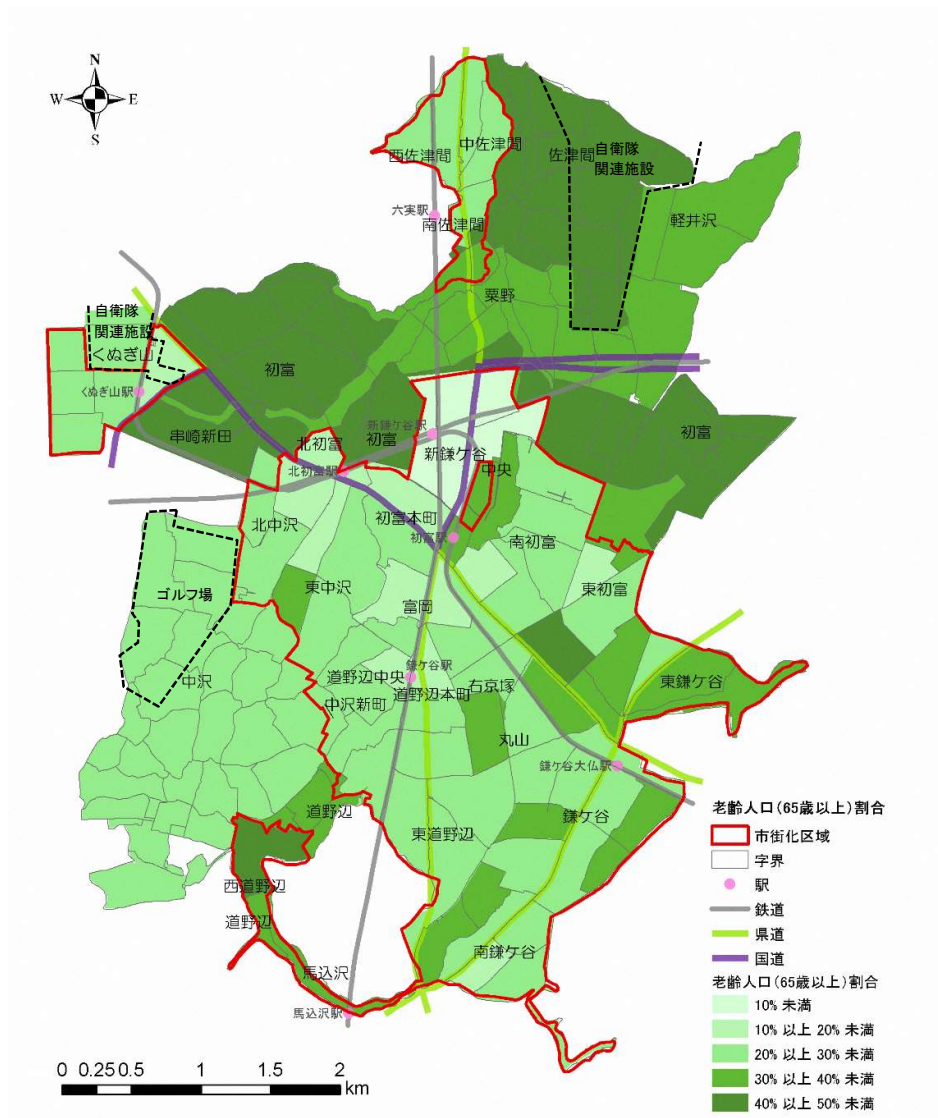 N
W E
S
西佐津間
中佐津間
佐津間
自衛隊
関連施設
六実駅
南佐津間
軽井沢
粟野
自衛隊
関連施設
くぬぎ山
くぬぎ山駅
初富
串崎新田
北初富
初富
新鎌ケ谷駅
新鎌ケ谷
中央
初富
北初富駅
北中沢
初富本町
初富駅
南初富
東中沢
東初富
ゴルフ場
富岡
中沢
鎌ケ谷駅
道野辺中央
道野辺本町
中沢新町
右京塚
東鎌ケ谷
丸山
鎌ケ谷大仏駅
道野辺
東道野辺
鎌ケ谷
西道野辺
道野辺
南鎌ケ谷
馬込沢
馬込沢駅
老齢人口(65歳以上)割合
市街化区域
字界
駅
鉄道
県道
国道
老齢人口(65歳以上)割合
10% 未満
10% 以上 20% 未満
20% 以上 30% 未満
30% 以上 40% 未満
40% 以上 50% 未満
0 0.25 0.5 1 1.5 2
km